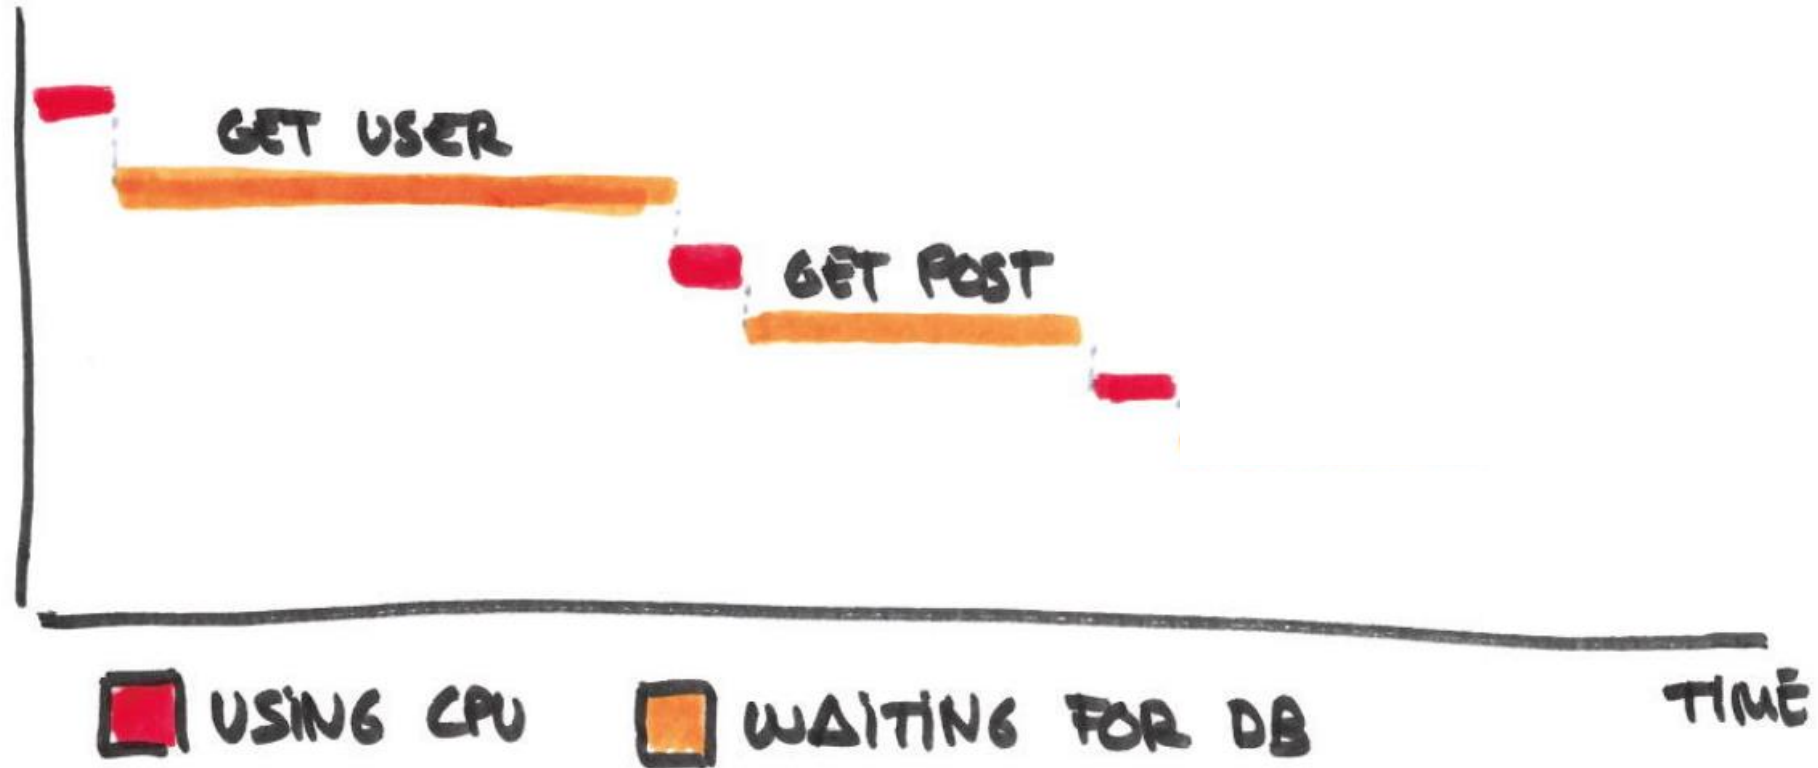 GET USER
GET POST
USING CPU
WAITING FOR DB
TIME